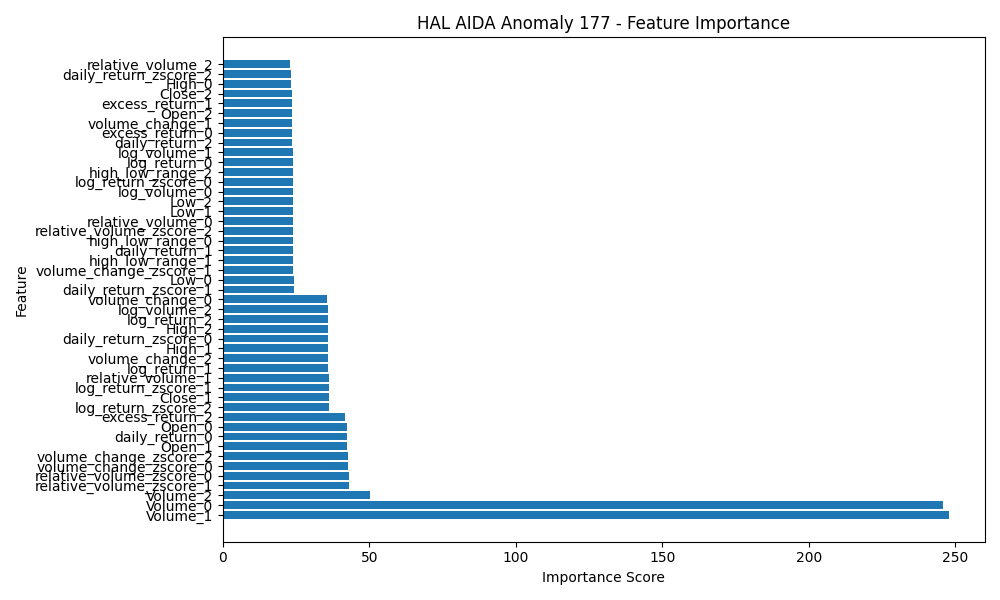 HAL AIDA Anomaly 177 - Feature Importance
relative_volume_2
daily_return_zscore_2
High_0
Close_2
excess_return_1
Open_2
volume_change_1
excess_return_0
daily_return_2
log_volume_1
log_return_0
high_low_range_2
log_return_zscore_0
log_volume_0
Low_2
Low_1
relative_volume_0
relative_volume_zscore_2
high_low_range_0
daily_return_1
high_low_range_1
volume_change_zscore_1
Low_0
daily_return_zscore_1
volume_change_0
log_volume_2
log_return_2
High_2
daily_return_zscore_0
High_1
volume_change_2
log_return_1
relative_volume_1
log_return_zscore_1
Close_1
log_return_zscore_2
excess_return_2
Open_0
daily_return_0
Open_1
volume_change_zscore_2
volume_change_zscore_0
relative_volume_zscore_0
relative_volume_zscore_1
Volume_2
Volume_0
Volume_1
Feature
0 50 100 150 200 250
Importance Score